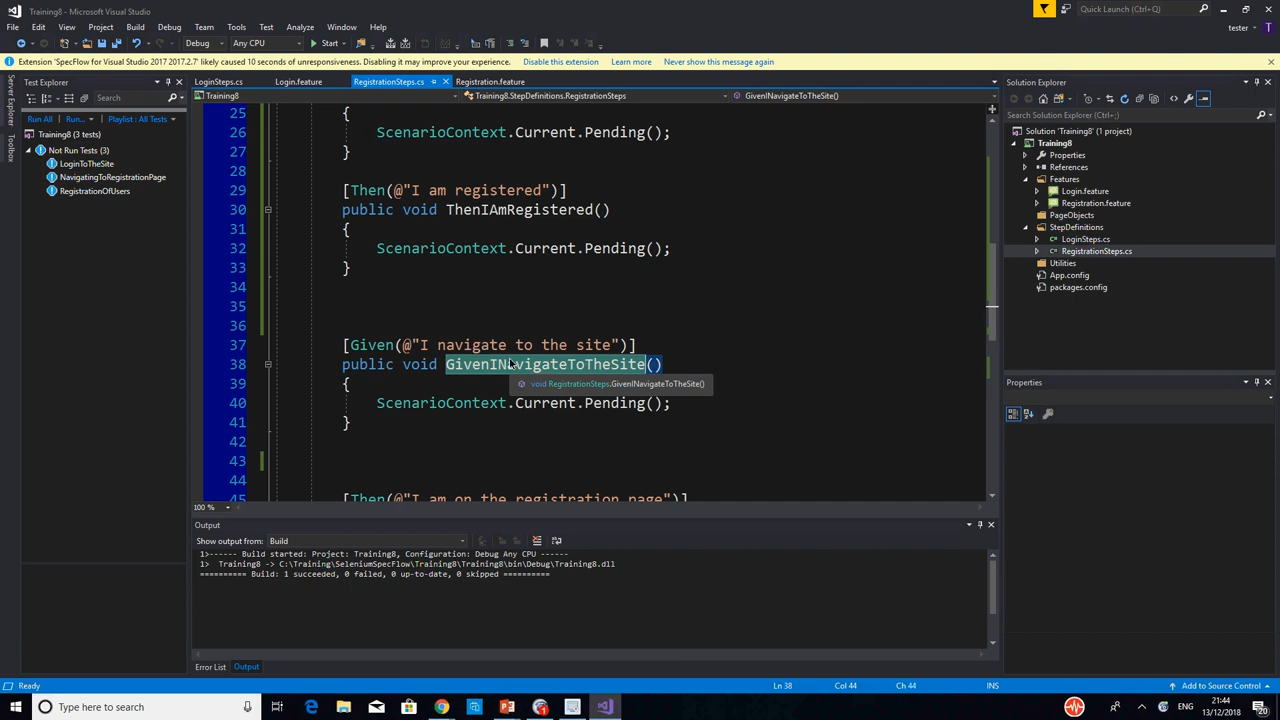 Training8 - Microsoft Visual Studio
Quick Launch (Ctrl+Q)
File Edit View Project Build Debug Team Tools Test Analyze Window Help
tester T
Debug Any CPU Start
Extension 'SpecFlow for Visual Studio 2017 2017.2.7' likely caused 10 seconds of unresponsiveness. Disabling it may improve your experience. Disable this extension Learn more Never show this message again
Server Explorer
Toolbox
Test Explorer
Search
Run All Run... Playlist : All Tests
Training8 (3 tests)
Not Run Tests (3)
LoginToTheSite
NavigatingToRegistrationPage
RegistrationOfUsers
LoginSteps.cs Login.feature RegistrationSteps.cs Registration.feature
Training8 Training8.StepDefinitions.RegistrationSteps GivenINavigateToTheSite()
25 {
26 ScenarioContext.Current.Pending();
27 }
28
29 [Then(@"I am registered")]
30 public void ThenIAmRegistered()
31 {
32 ScenarioContext.Current.Pending();
33 }
34
35
36
37 [Given(@"I navigate to the site")]
38 public void GivenINavigateToTheSite()
39 {
void RegistrationSteps.GivenINavigateToTheSite()
40 ScenarioContext.Current.Pending();
41 }
42
43
44
45 [Then(@"I am on the registration page")]
100 %
Output
Show output from: Build
1>------ Build started: Project: Training8, Configuration: Debug Any CPU ------
1> Training8 -> C:\Training\SeleniumSpecFlow\Training8\Training8\bin\Debug\Training8.dll
========== Build: 1 succeeded, 0 failed, 0 up-to-date, 0 skipped ==========
Error List Output
Solution Explorer
Search Solution Explorer (Ctrl+;)
Solution 'Training8' (1 project)
Training8
Properties
References
Features
Login.feature
Registration.feature
PageObjects
StepDefinitions
LoginSteps.cs
RegistrationSteps.cs
Utilities
App.config
packages.config
Properties
Ready Ln 38 Col 44 Ch 44 INS Add to Source Control
Type here to search
21:44
13/12/2018
20